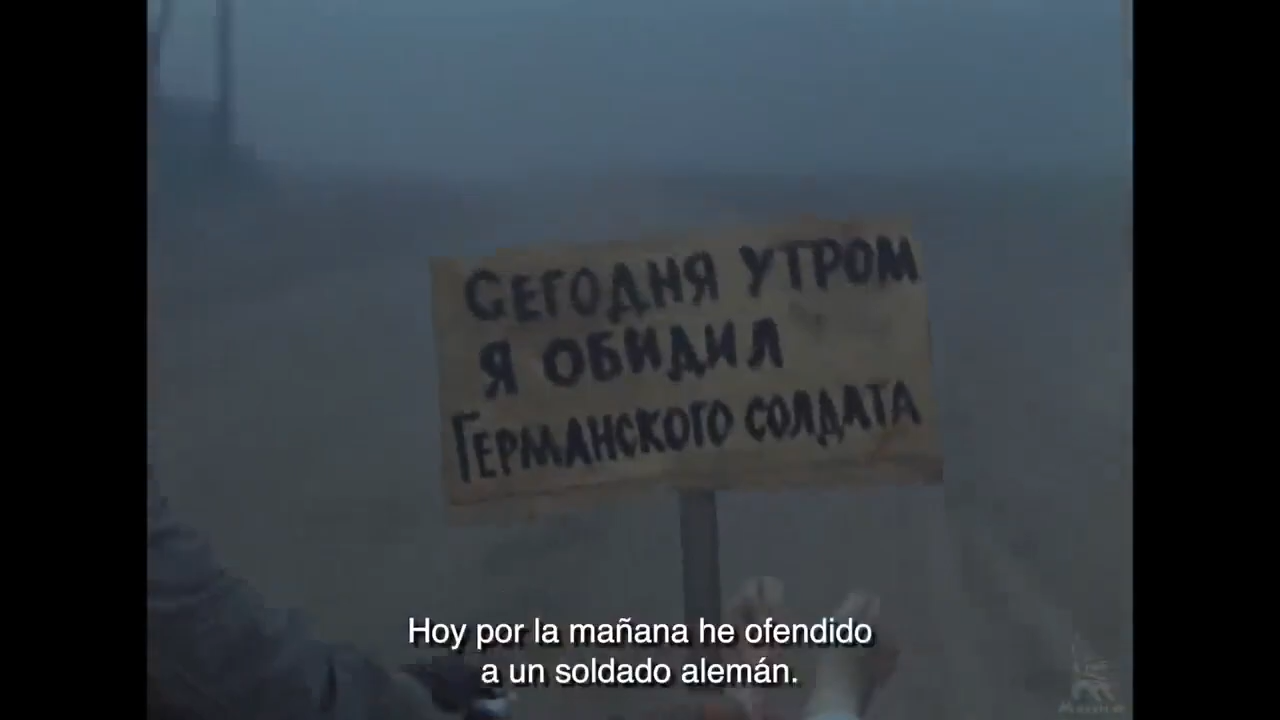 СЕГОДНЯ УТРОМ
Я ОБИДИЛ
ГЕРМАНСКОГО СОЛДАТА
Hoy por la mañana he ofendido
a un soldado alemán.